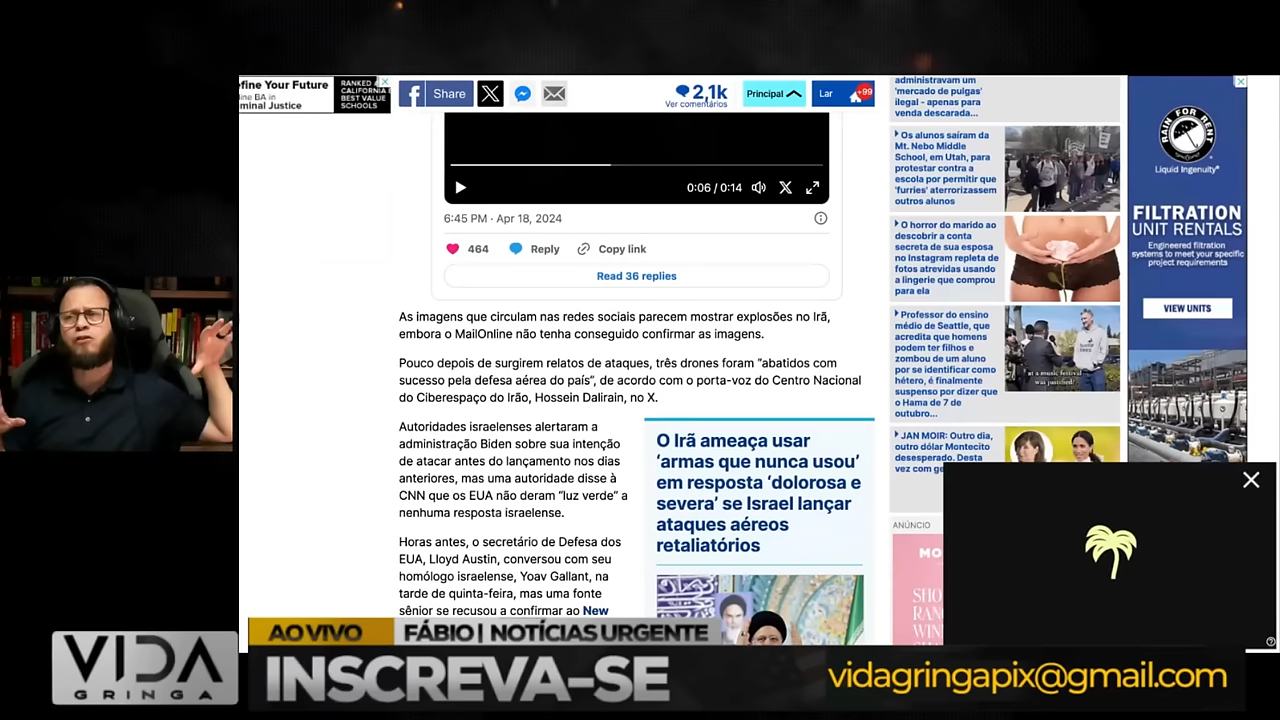 efine Your Future
line BA in
minal Justice
RANKED
CALIFORNIA
BEST VALUE
SCHOOLS
Share
2,1k
Ver comentários
Principal
Lar
+99
0:06 / 0:14
6:45 PM · Apr 18, 2024
464
Reply
Copy link
Read 36 replies
As imagens que circulam nas redes sociais parecem mostrar explosões no Irã,
embora o MailOnline não tenha conseguido confirmar as imagens.
Pouco depois de surgirem relatos de ataques, três drones foram "abatidos com
sucesso pela defesa aérea do país", de acordo com o porta-voz do Centro Nacional
do Ciberespaço do Irão, Hossein Dalirain, no X.
Autoridades israelenses alertaram a
administração Biden sobre sua intenção
de atacar antes do lançamento nos dias
anteriores, mas uma autoridade disse à
CNN que os EUA não deram “luz verde” a
nenhuma resposta israelense.
Horas antes, o secretário de Defesa dos
EUA, Lloyd Austin, conversou com seu
homólogo israelense, Yoav Gallant, na
tarde de quinta-feira, mas uma fonte
sênior se recusou a confirmar ao New
O Irã ameaça usar
‘armas que nunca usou’
em resposta ‘dolorosa e
severa’ se Israel lançar
ataques aéreos
retaliatórios
administravam um
'mercado de pulgas'
ilegal - apenas para
venda descarada...
Os alunos saíram da
Mt. Nebo Middle
School, em Utah, para
protestar contra a
escola por permitir que
'furries' aterrorizassem
outros alunos
O horror do marido ao
descobrir a conta
secreta de sua esposa
no Instagram repleta de
fotos atrevidas usando
a lingerie que comprou
para ela
Professor do ensino
médio de Seattle, que
acredita que homens
podem ter filhos e
zombou de um aluno
por se identificar como
hétero, é finalmente
suspenso por dizer que
o Hama de 7 de
outubro...
at a music festival
was justified?
JAN MOIR: Outro dia,
outro dólar Montecito
desesperado. Desta
vez com ge
ANÚNCIO
MO
SHO
RAN
WIN
RAIN FOR RENT
Liquid Ingenuity
FILTRATION
UNIT RENTALS
Engineered filtration
systems to meet your specific
project requirements
VIEW UNITS
VIDA
GRINGA
AO VIVO
FÁBIO | NOTÍCIAS URGENTE
INSCREVA-SE
vidagringapix@gmail.com